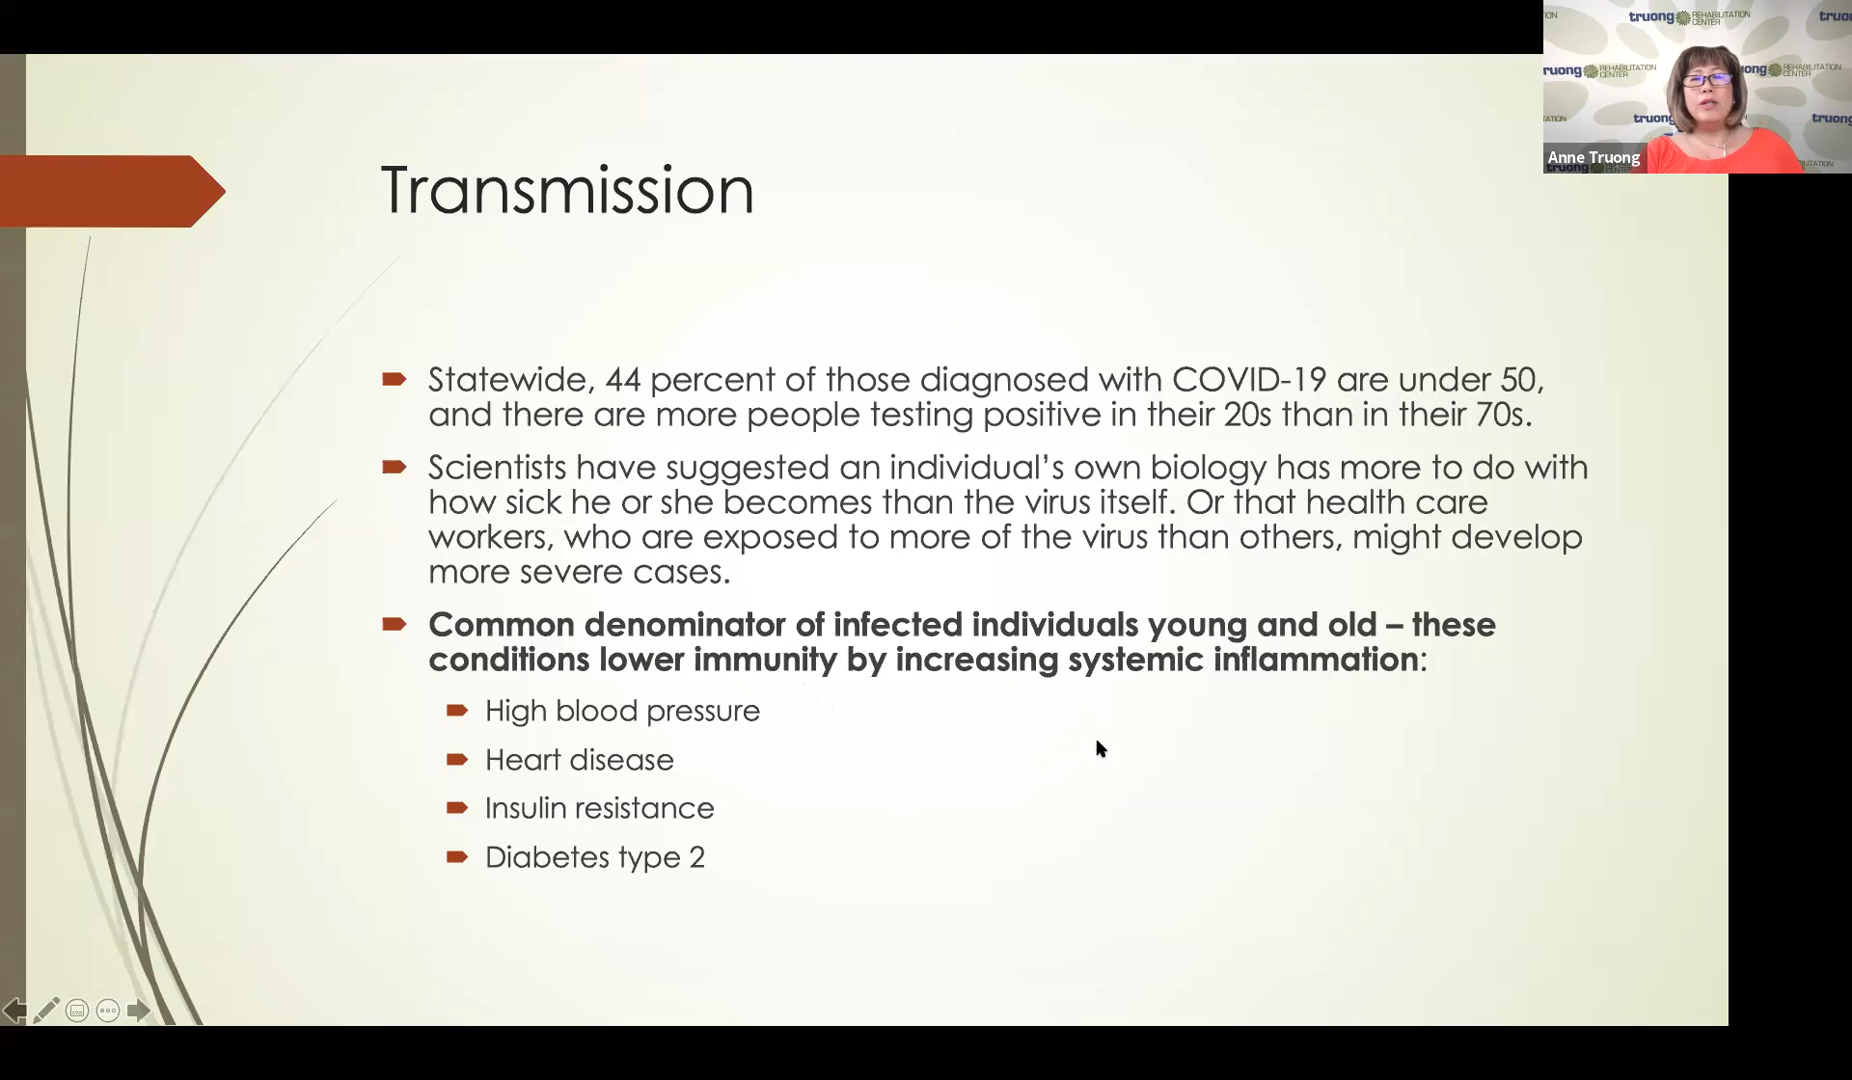 Transmission
Statewide, 44 percent of those diagnosed with COVID-19 are under 50,
and there are more people testing positive in their 20s than in their 70s.
Scientists have suggested an individual’s own biology has more to do with
how sick he or she becomes than the virus itself. Or that health care
workers, who are exposed to more of the virus than others, might develop
more severe cases.
Common denominator of infected individuals young and old – these
conditions lower immunity by increasing systemic inflammation:
High blood pressure
Heart disease
Insulin resistance
Diabetes type 2
truong REHABILITATION CENTER
Anne Truong